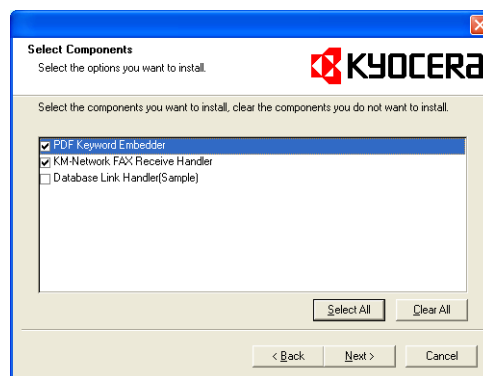 Select Components
Select the options you want to install.
KYOCERA
Select the components you want to install, clear the components you do not want to install.
PDF Keyword Embedder
KM-Network FAX Receive Handler
Database Link Handler(Sample)
Select All
Clear All
< Back
Next >
Cancel